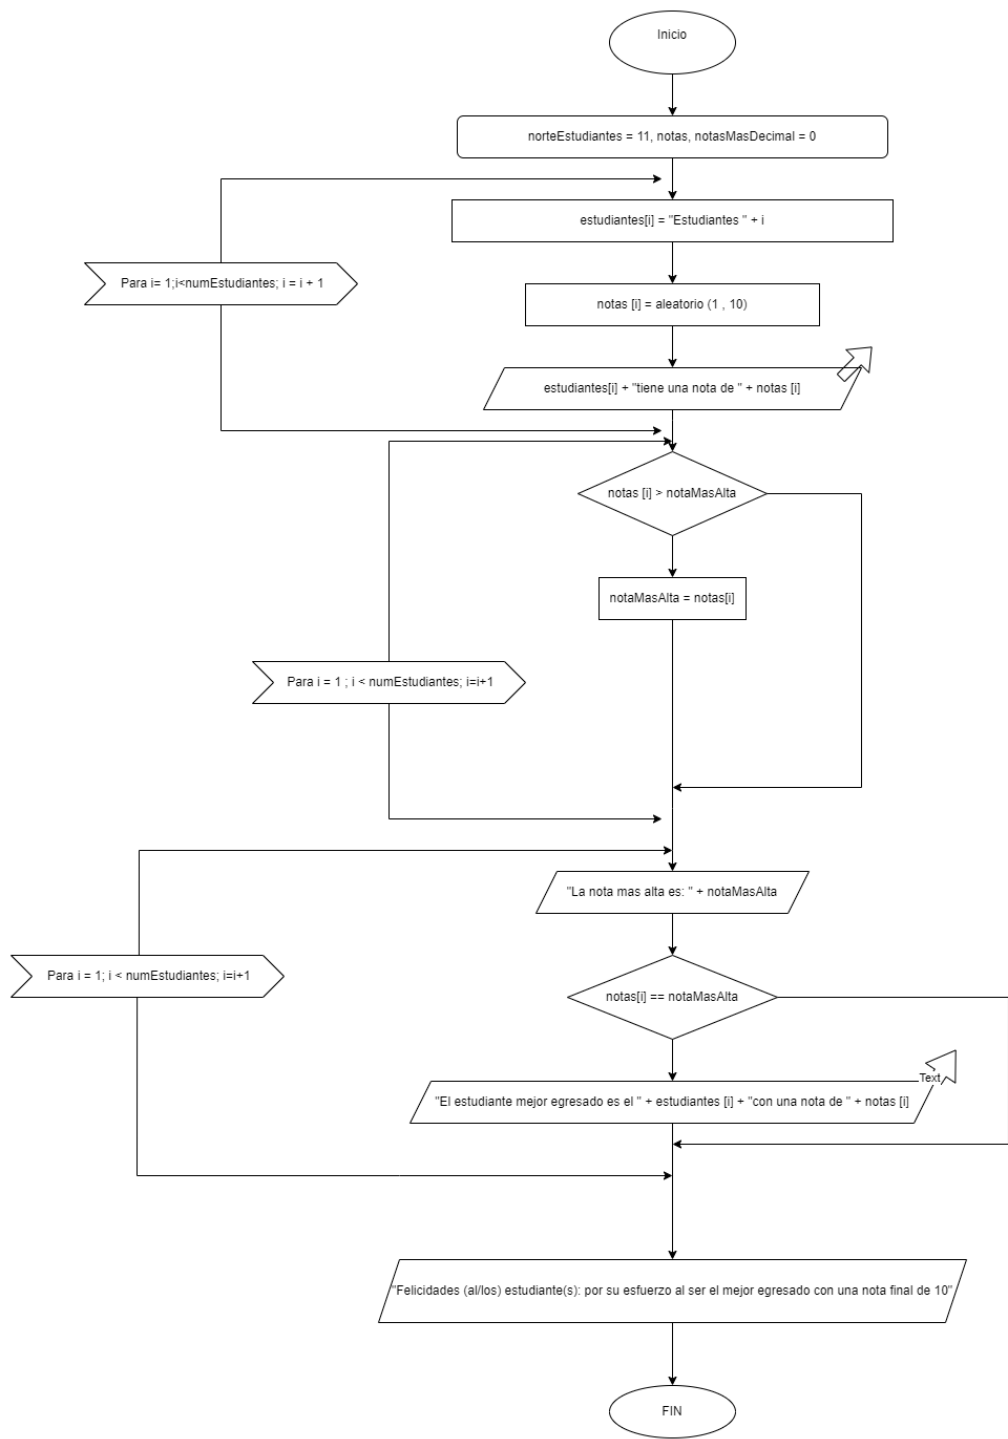 Inicio
norteEstudiantes = 11, notas, notasMasDecimal = 0
estudiantes[i] = "Estudiantes " + i
Para i= 1;i<numEstudiantes; i = i + 1
notas [i] = aleatorio (1 , 10)
estudiantes[i] + "tiene una nota de " + notas [i]
notas [i] > notaMasAlta
notaMasAlta = notas[i]
Para i = 1 ; i < numEstudiantes; i=i+1
"La nota mas alta es: " + notaMasAlta
Para i = 1; i < numEstudiantes; i=i+1
notas[i] == notaMasAlta
Text
"El estudiante mejor egresado es el " + estudiantes [i] + "con una nota de " + notas [i]
"Felicidades (al/los) estudiante(s): por su esfuerzo al ser el mejor egresado con una nota final de 10"
FIN